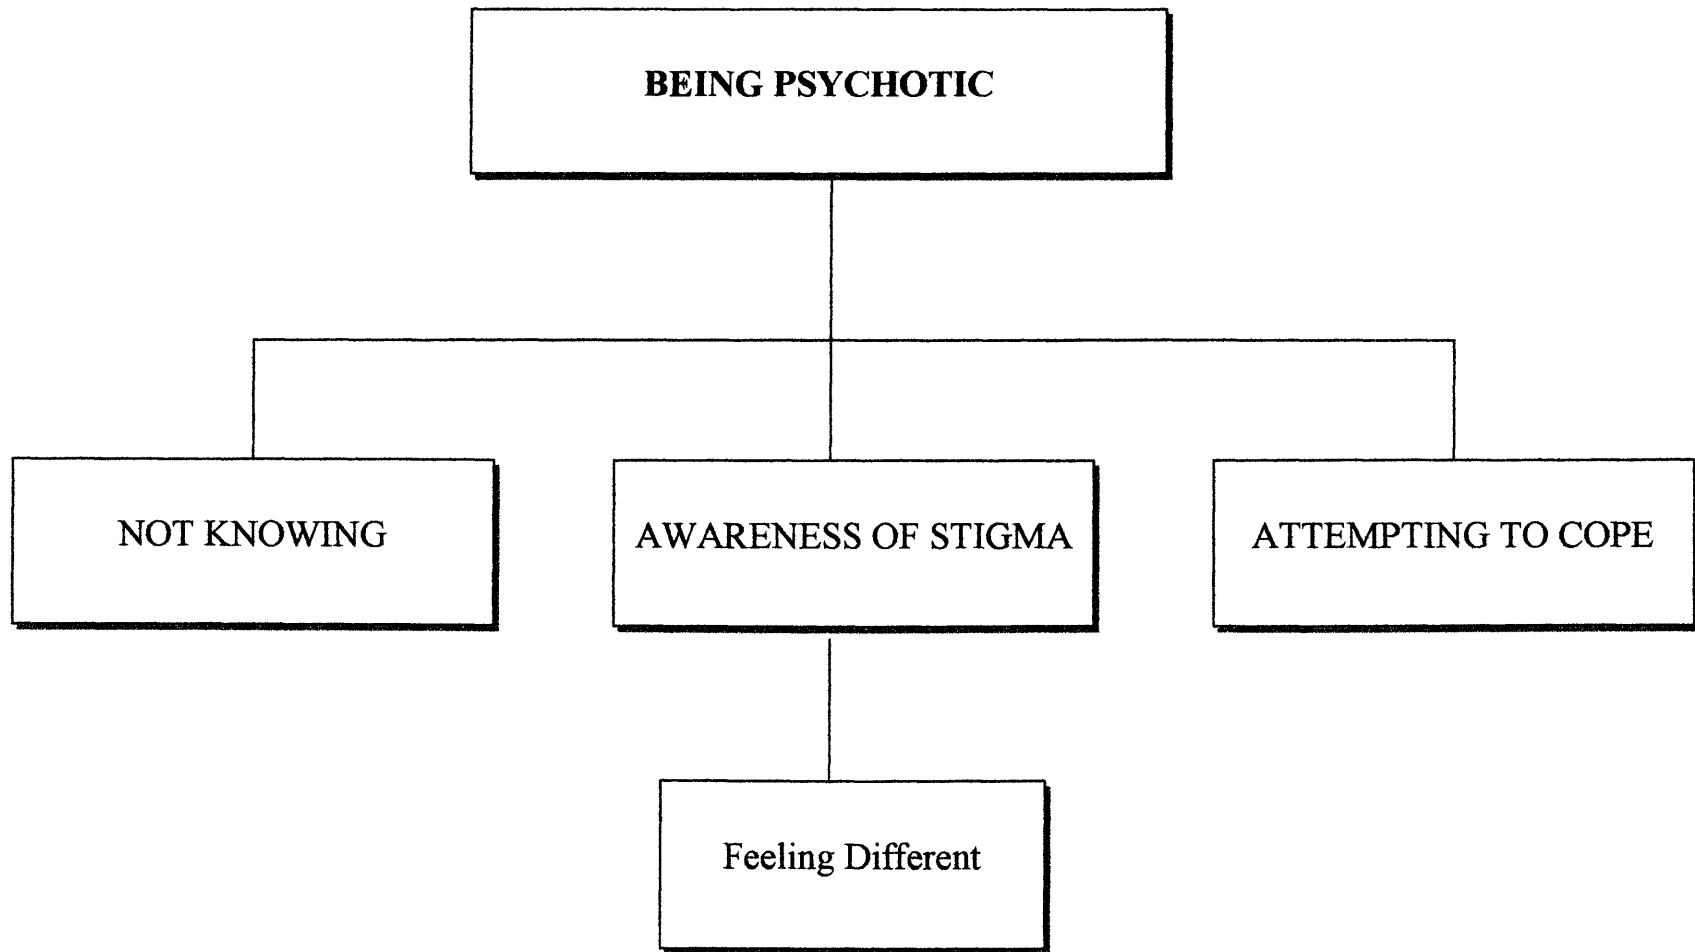 BEING PSYCHOTIC
NOT KNOWING
AWARENESS OF STIGMA
ATTEMPTING TO COPE
Feeling Different